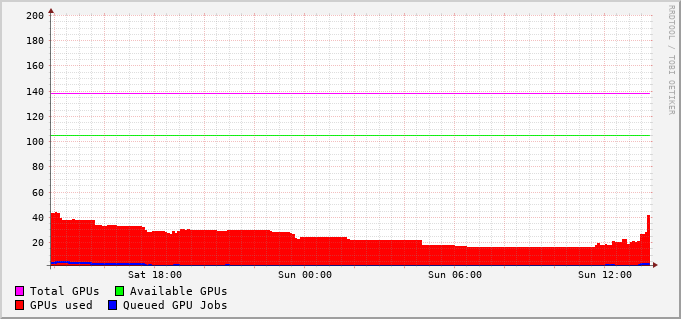 200
180
160
140
120
100
80
60
40
20
Sat 18:00 Sun 00:00 Sun 06:00 Sun 12:00
Total GPUs Available GPUs
GPUs used Queued GPU Jobs
RRDTOOL / TOBI OETIKER